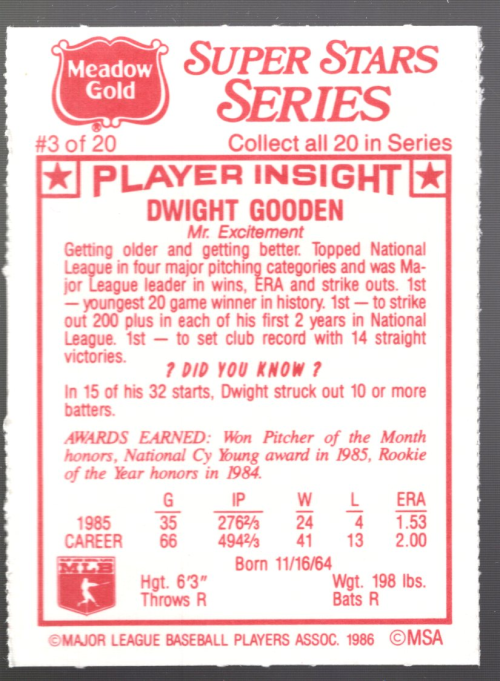 Meadow
Gold
®
SUPER STARS
SERIES
#3 of 20
Collect all 20 in Series
PLAYER INSIGHT
DWIGHT GOODEN
Mr. Excitement
Getting older and getting better. Topped National
League in four major pitching categories and was Ma-
jor League leader in wins, ERA and strike outs. 1st
— youngest 20 game winner in history. 1st — to strike
out 200 plus in each of his first 2 years in National
League. 1st — to set club record with 14 straight
victories.
? DID YOU KNOW ?
In 15 of his 32 starts, Dwight struck out 10 or more
batters.
AWARDS EARNED: Won Pitcher of the Month
honors, National Cy Young award in 1985, Rookie
of the Year honors in 1984.
G IP W L ERA
1985 35 276⅔ 24 4 1.53
CAREER 66 494⅔ 41 13 2.00
Born 11/16/64
MLB
Hgt. 6'3" Wgt. 198 lbs.
Throws R Bats R
©MAJOR LEAGUE BASEBALL PLAYERS ASSOC. 1986 ©MSA